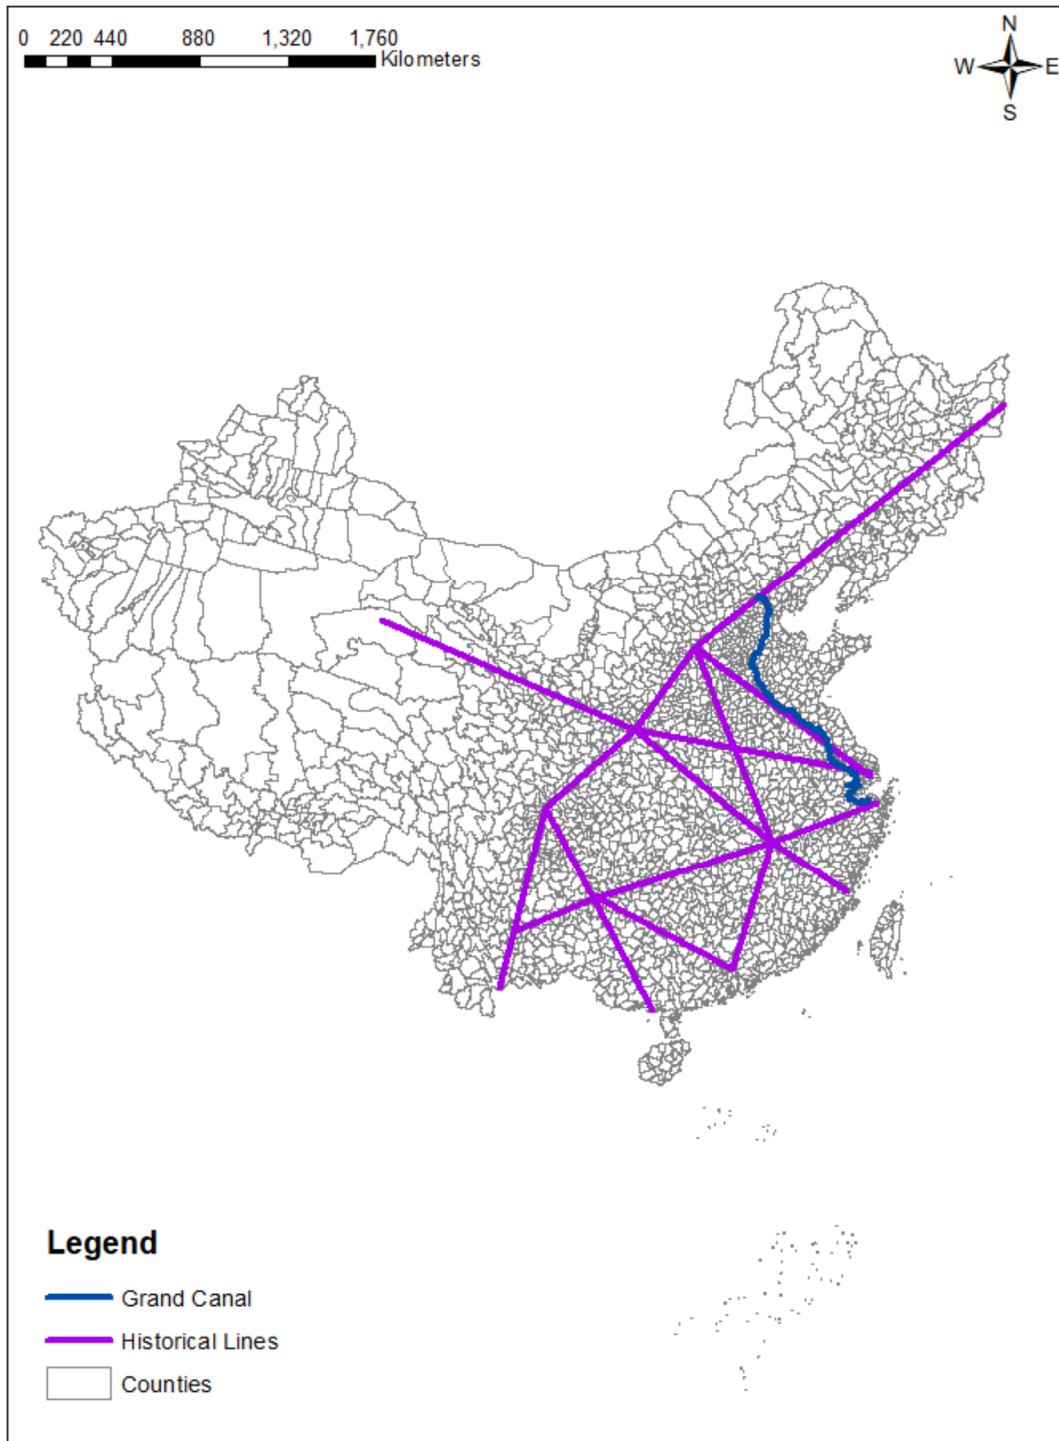 0 220 440 880 1,320 1,760
Kilometers
N
W E
S
Legend
Grand Canal
Historical Lines
Counties